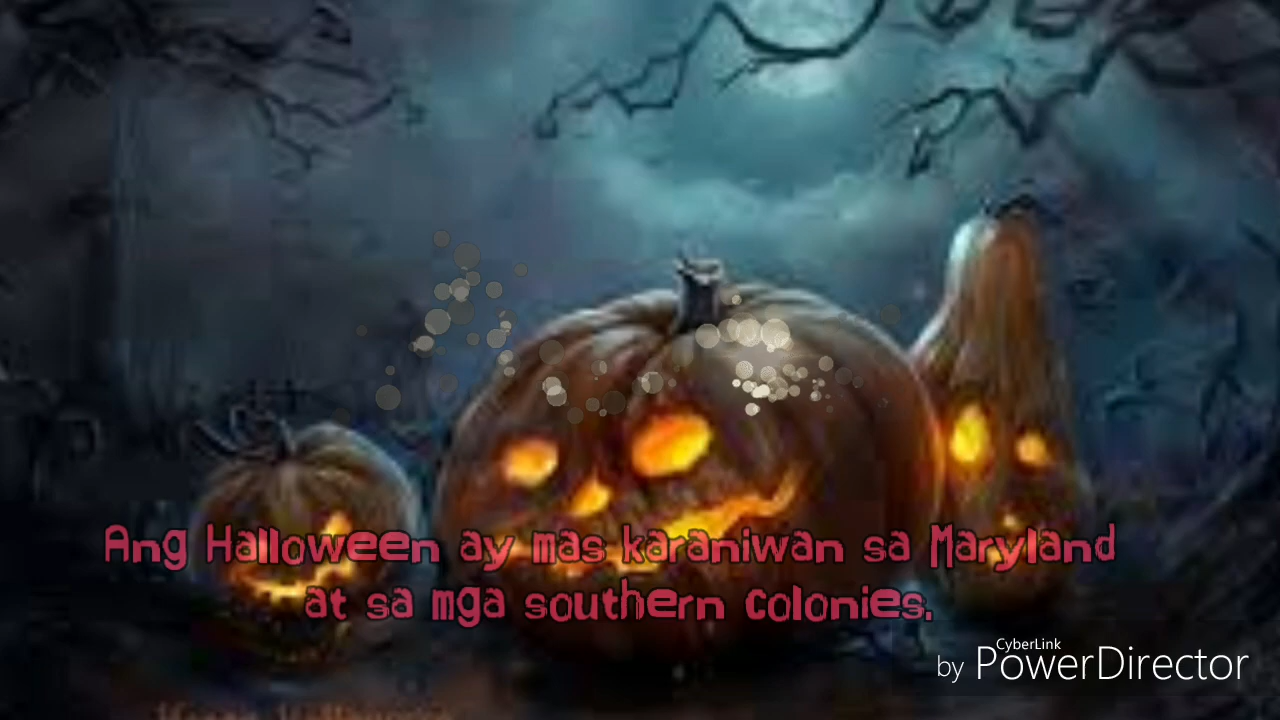 Ang Halloween ay mas karaniwan sa Maryland
at sa mga southern colonies.
CyberLink
by PowerDirector